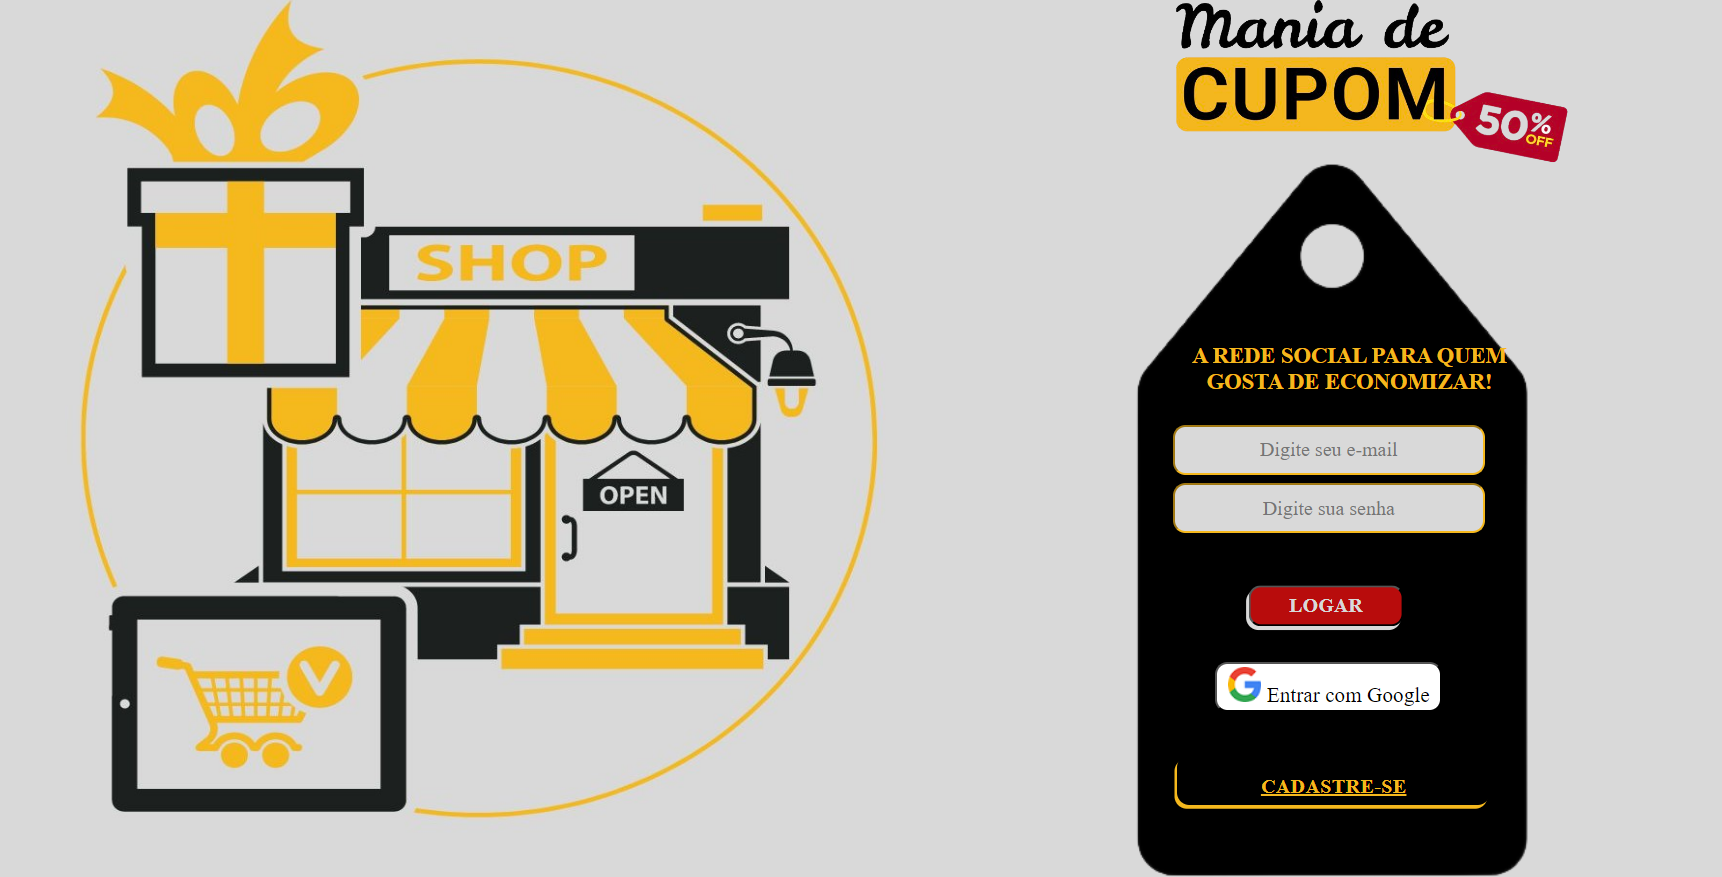 Mania de
CUPOM
50%
OFF
SHOP
OPEN
A REDE SOCIAL PARA QUEM
GOSTA DE ECONOMIZAR!
Digite seu e-mail
Digite sua senha
LOGAR
Entrar com Google
CADASTRE-SE